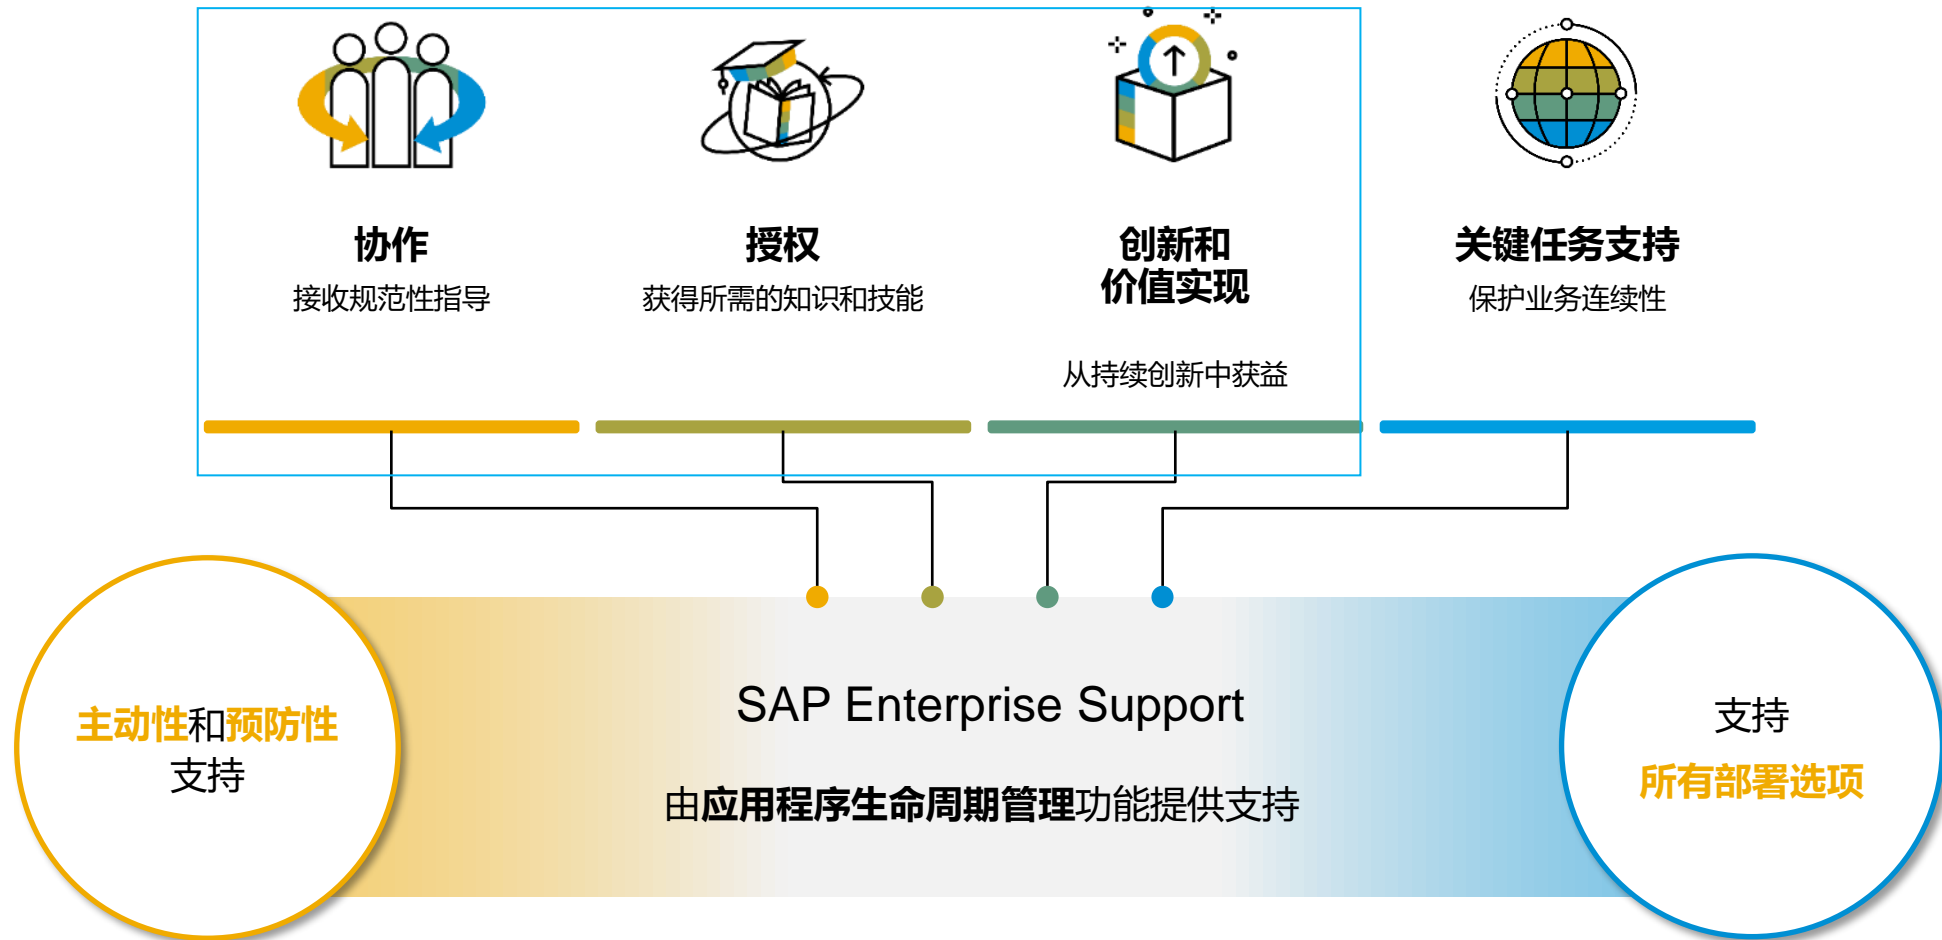 协作
接收规范性指导
授权
获得所需的知识和技能
创新和
价值实现
从持续创新中获益
关键任务支持
保护业务连续性
主动性和预防性
支持
SAP Enterprise Support
由应用程序生命周期管理功能提供支持
支持
所有部署选项